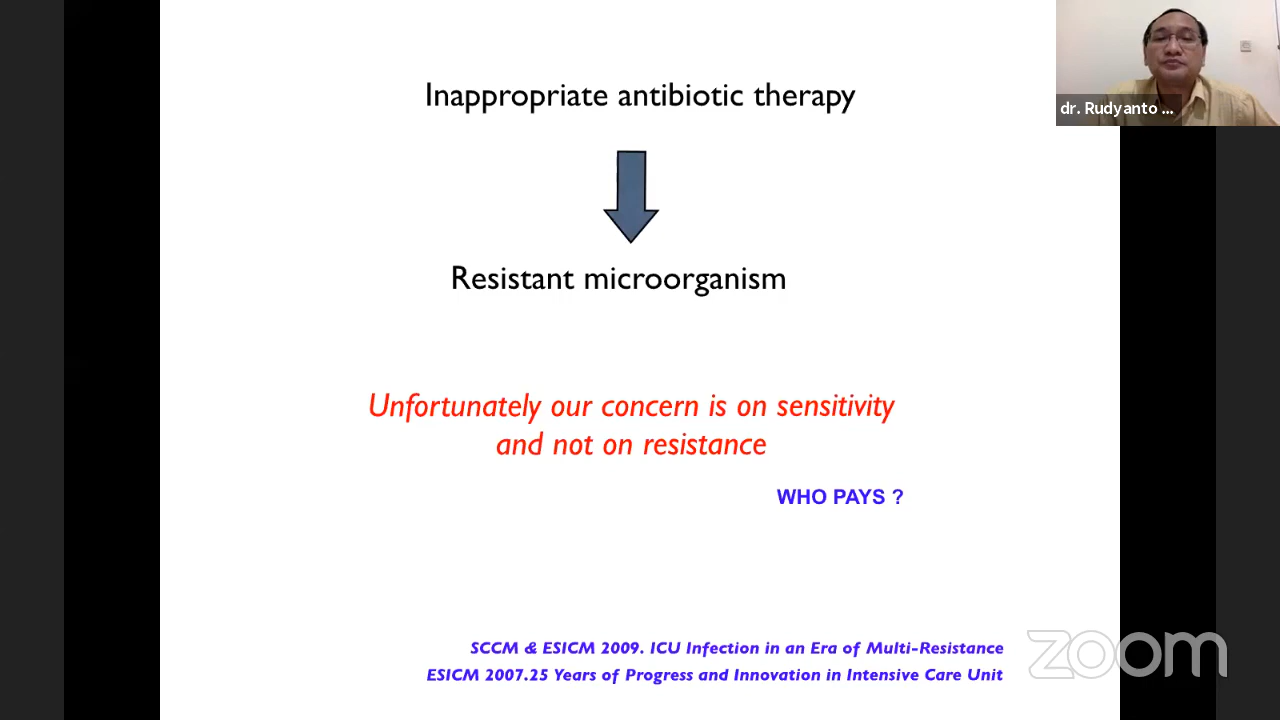 Inappropriate antibiotic therapy
dr. Rudyanto ...
Resistant microorganism
Unfortunately our concern is on sensitivity
and not on resistance
WHO PAYS ?
SCCM & ESICM 2009. ICU Infection in an Era of Multi-Resistance
ESICM 2007.25 Years of Progress and Innovation in Intensive Care Unit
zoom